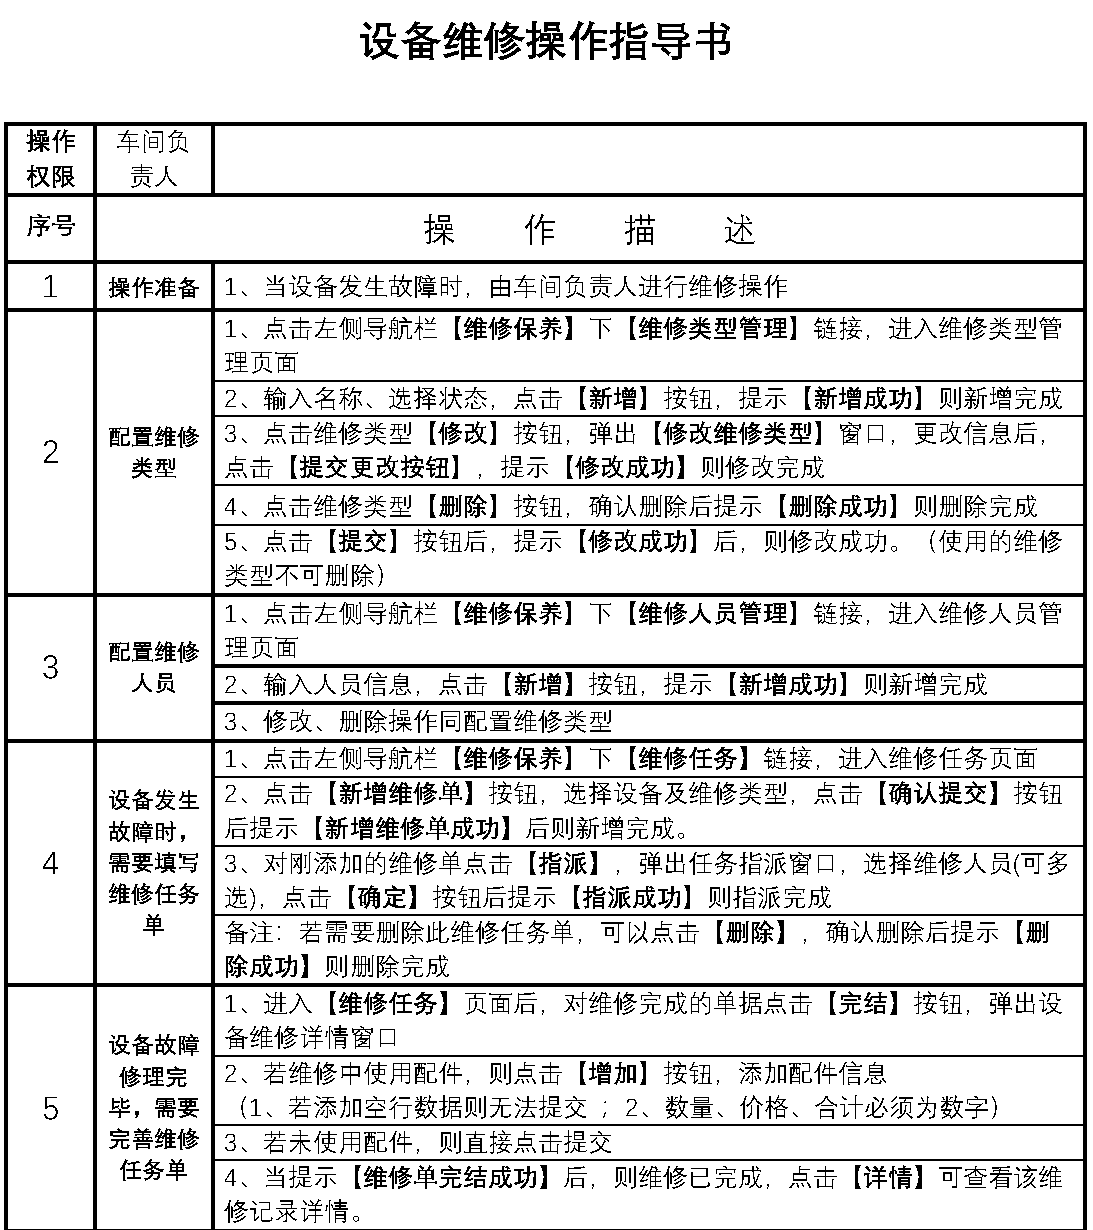 设备维修操作指导书
操作
权限
车间负
责人
序号
操 作 描 述
1
操作准备
1、当设备发生故障时，由车间负责人进行维修操作
2
配置维修
类型
1、点击左侧导航栏【维修保养】下【维修类型管理】链接，进入维修类型管
理页面
2、输入名称、选择状态，点击【新增】按钮，提示【新增成功】则新增完成
3、点击维修类型【修改】按钮，弹出【修改维修类型】窗口，更改信息后，
点击【提交更改按钮】，提示【修改成功】则修改完成
4、点击维修类型【删除】按钮，确认删除后提示【删除成功】则删除完成
5、点击【提交】按钮后，提示【修改成功】后，则修改成功。（使用的维修
类型不可删除）
3
配置维修
人员
1、点击左侧导航栏【维修保养】下【维修人员管理】链接，进入维修人员管
理页面
2、输入人员信息，点击【新增】按钮，提示【新增成功】则新增完成
3、修改、删除操作同配置维修类型
4
设备发生
故障时，
需要填写
维修任务
单
1、点击左侧导航栏【维修保养】下【维修任务】链接，进入维修任务页面
2、点击【新增维修单】按钮，选择设备及维修类型，点击【确认提交】按钮
后提示【新增维修单成功】后则新增完成。
3、对刚添加的维修单点击【指派】，弹出任务指派窗口，选择维修人员(可多
选)，点击【确定】按钮后提示【指派成功】则指派完成
备注：若需要删除此维修任务单，可以点击【删除】，确认删除后提示【删
除成功】则删除完成
5
设备故障
修理完
毕，需要
完善维修
任务单
1、进入【维修任务】页面后，对维修完成的单据点击【完结】按钮，弹出设
备维修详情窗口
2、若维修中使用配件，则点击【增加】按钮，添加配件信息
（1、若添加空行数据则无法提交 ；2、数量、价格、合计必须为数字）
3、若未使用配件，则直接点击提交
4、当提示【维修单完结成功】后，则维修已完成，点击【详情】可查看该维
修记录详情。